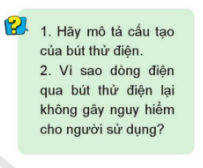 1. Hãy mô tả cấu tạo
của bút thử điện.
2. Vì sao dòng điện
qua bút thử điện lại
không gây nguy hiểm
cho người sử dụng?